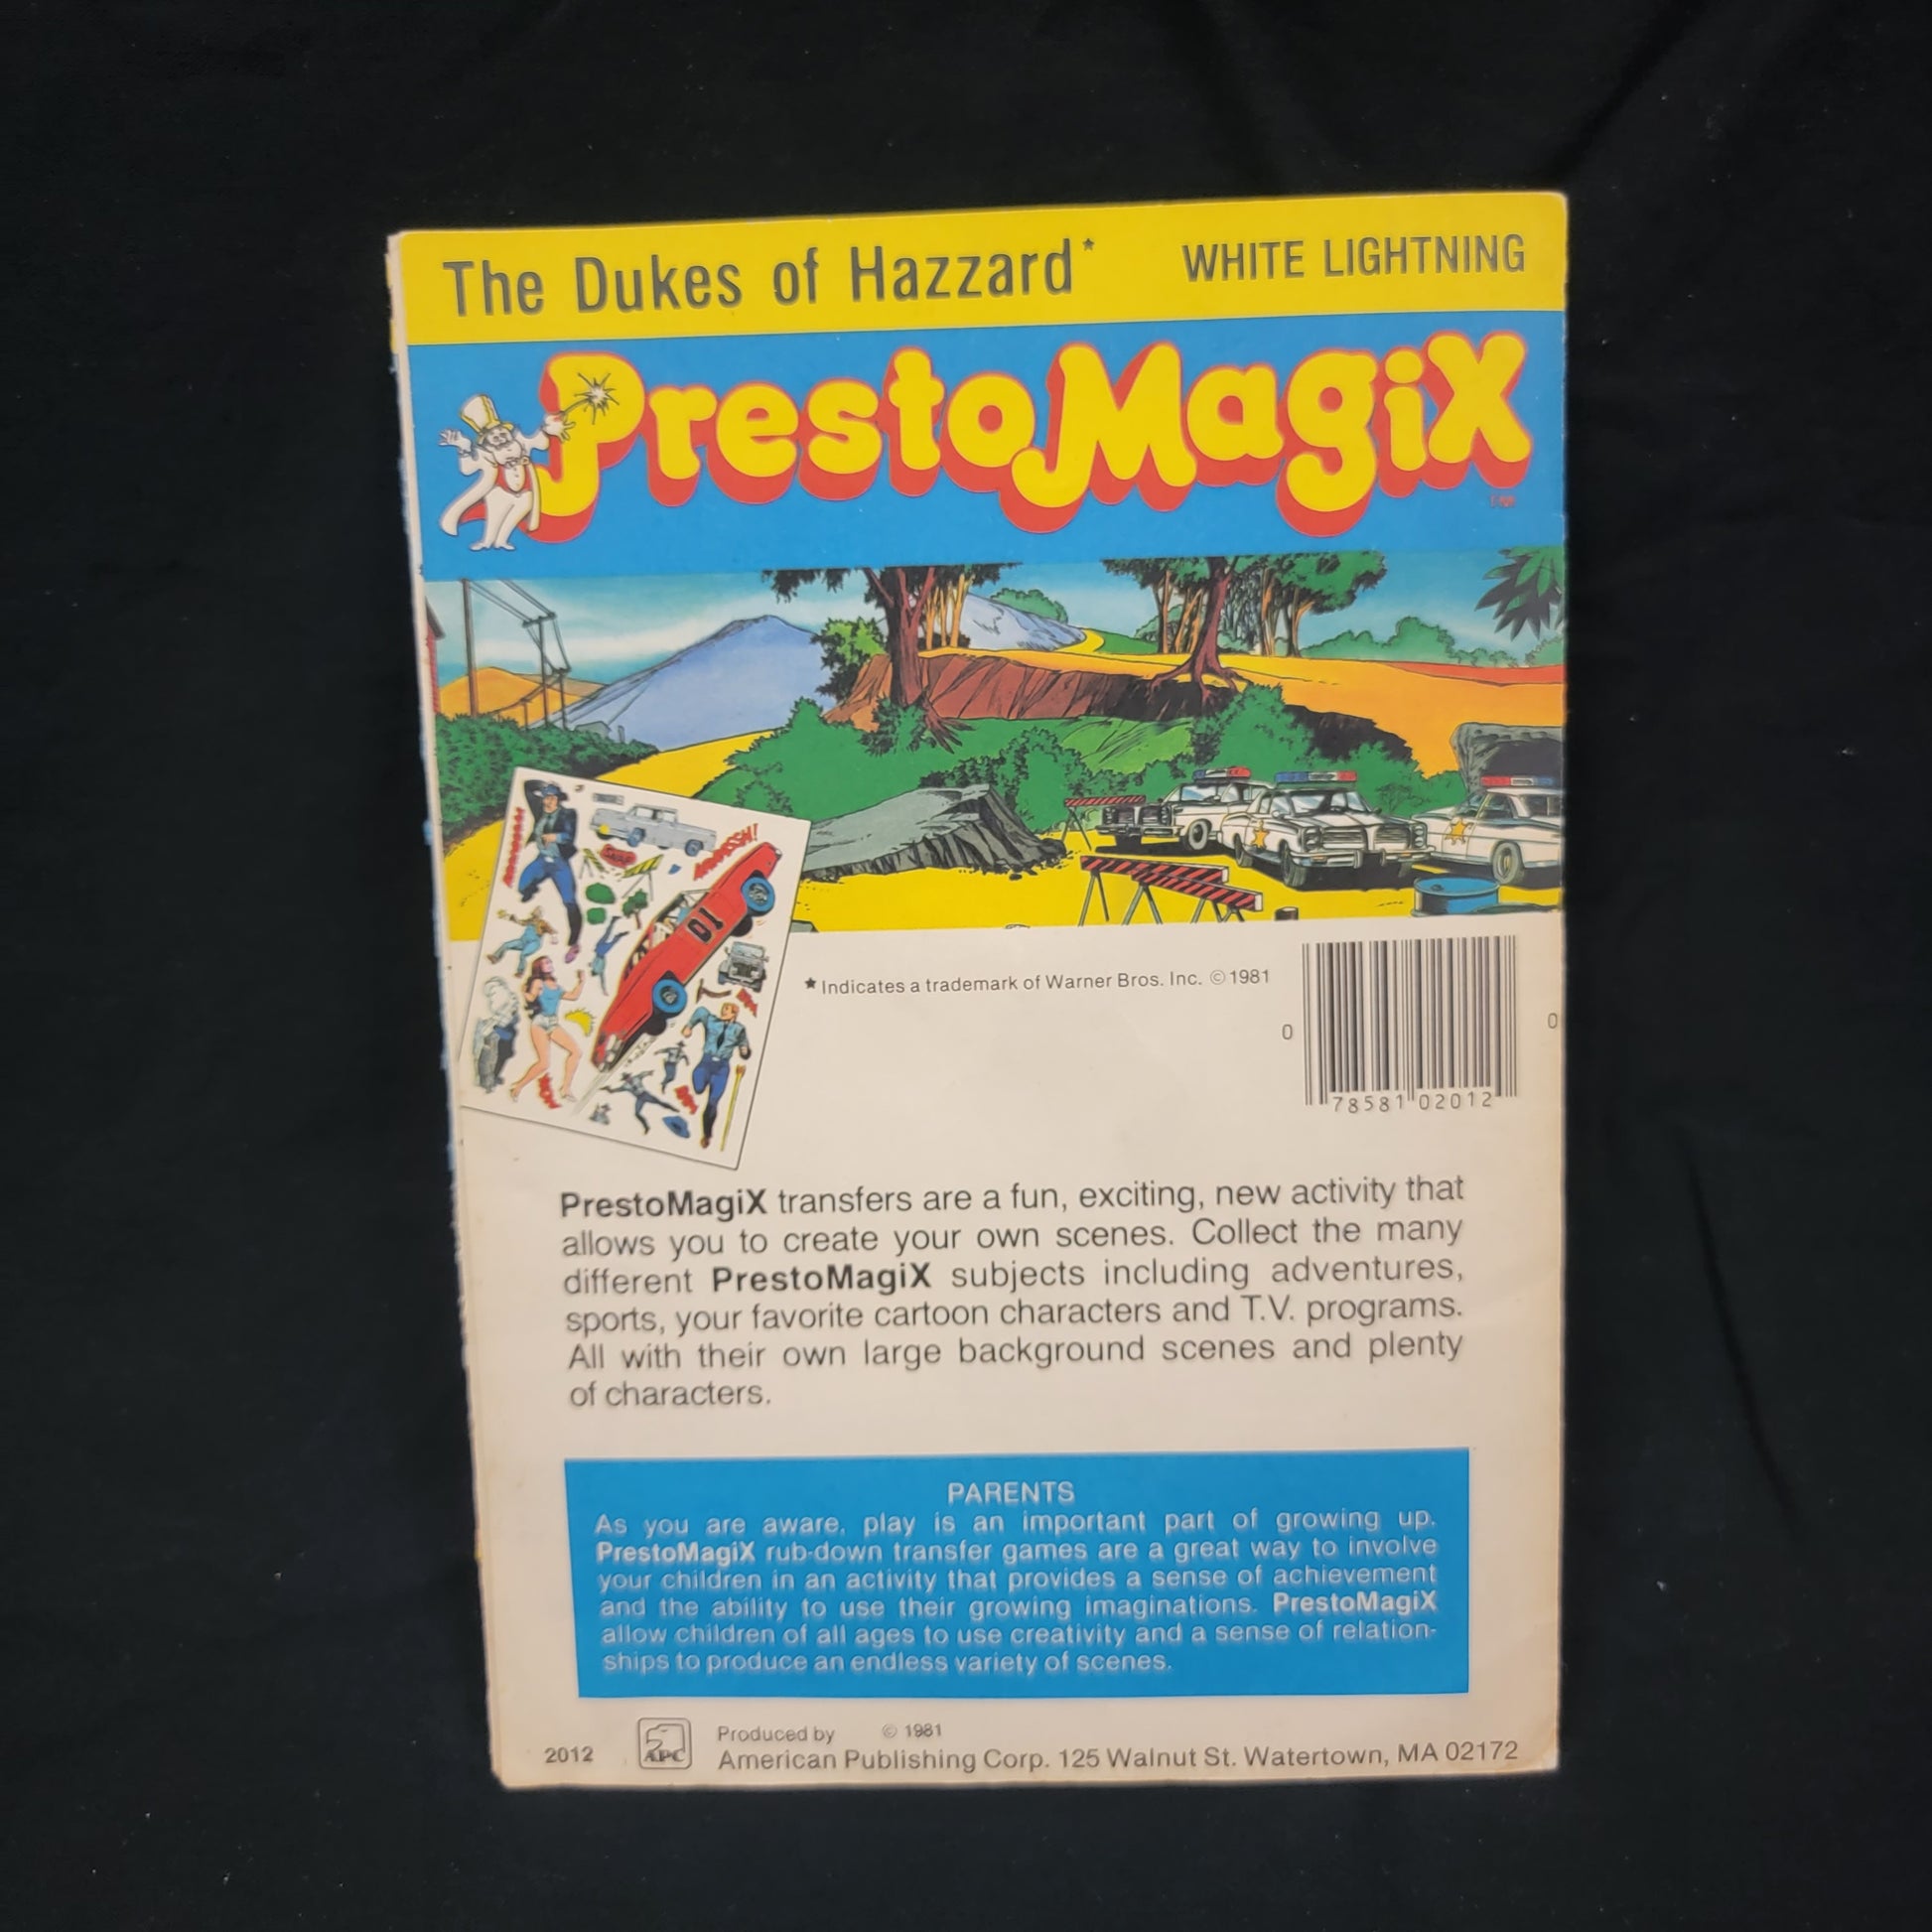 The Dukes of Hazzard* WHITE LIGHTNING
PrestoMagiX
01
* Indicates a trademark of Warner Bros. Inc. © 1981
0 78581 02012 0
PrestoMagiX transfers are a fun, exciting, new activity that
allows you to create your own scenes. Collect the many
different PrestoMagiX subjects including adventures,
sports, your favorite cartoon characters and T.V. programs.
All with their own large background scenes and plenty
of characters.
PARENTS
As you are aware, play is an important part of growing up.
PrestoMagiX rub-down transfer games are a great way to involve
your children in an activity that provides a sense of achievement
and the ability to use their growing imaginations. PrestoMagiX
allow children of all ages to use creativity and a sense of relation-
ships to produce an endless variety of scenes.
2012 APC Produced by © 1981
American Publishing Corp. 125 Walnut St. Watertown, MA 02172